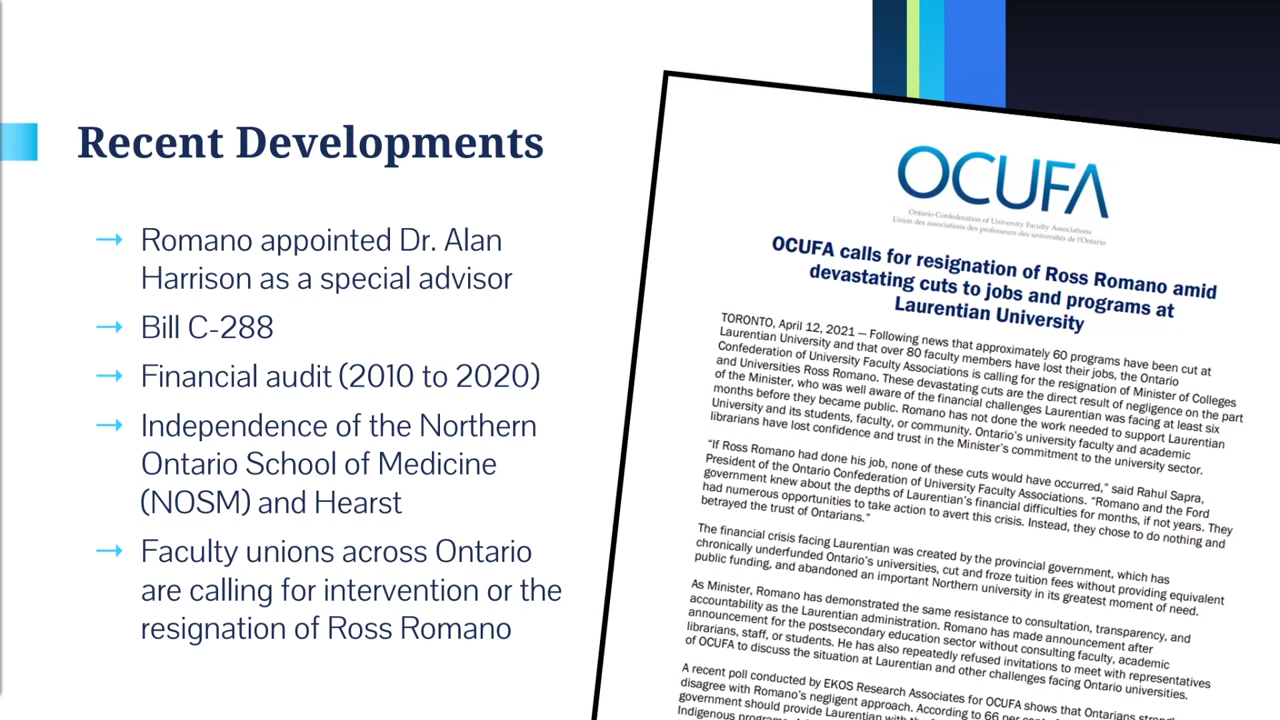 Recent Developments
→ Romano appointed Dr. Alan
Harrison as a special advisor
→ Bill C-288
→ Financial audit (2010 to 2020)
→ Independence of the Northern
Ontario School of Medicine
(NOSM) and Hearst
→ Faculty unions across Ontario
are calling for intervention or the
resignation of Ross Romano
OCUFA
Ontario Confederation of University Faculty Associations
Union des associations des professeurs des universités de l'Ontario
OCUFA calls for resignation of Ross Romano amid
devastating cuts to jobs and programs at
Laurentian University
TORONTO, April 12, 2021 — Following news that approximately 60 programs have been cut at
Laurentian University and that over 80 faculty members have lost their jobs, the Ontario
Confederation of University Faculty Associations is calling for the resignation of Minister of Colleges
and Universities Ross Romano. These devastating cuts are the direct result of negligence on the part
of the Minister, who was well aware of the financial challenges Laurentian was facing at least six
months before they became public. Romano has not done the work needed to support Laurentian
University and its students, faculty, or community. Ontario's university faculty and academic
librarians have lost confidence and trust in the Minister's commitment to the university sector.
"If Ross Romano had done his job, none of these cuts would have occurred," said Rahul Sapra,
President of the Ontario Confederation of University Faculty Associations. "Romano and the Ford
government knew about the depths of Laurentian's financial difficulties for months, if not years. They
had numerous opportunities to take action to avert this crisis. Instead, they chose to do nothing and
betrayed the trust of Ontarians."
The financial crisis facing Laurentian was created by the provincial government, which has
chronically underfunded Ontario's universities, cut and froze tuition fees without providing equivalent
public funding, and abandoned an important Northern university in its greatest moment of need.
As Minister, Romano has demonstrated the same resistance to consultation, transparency, and
accountability as the Laurentian administration. Romano has made announcement after
announcement for the postsecondary education sector without consulting faculty, academic
librarians, staff, or students. He has also repeatedly refused invitations to meet with representatives
of OCUFA to discuss the situation at Laurentian and other challenges facing Ontario universities.
A recent poll conducted by EKOS Research Associates for OCUFA shows that Ontarians
disagree with Romano's negligent approach. According to 66 per
government should provide Laurentian with the
Indigenous